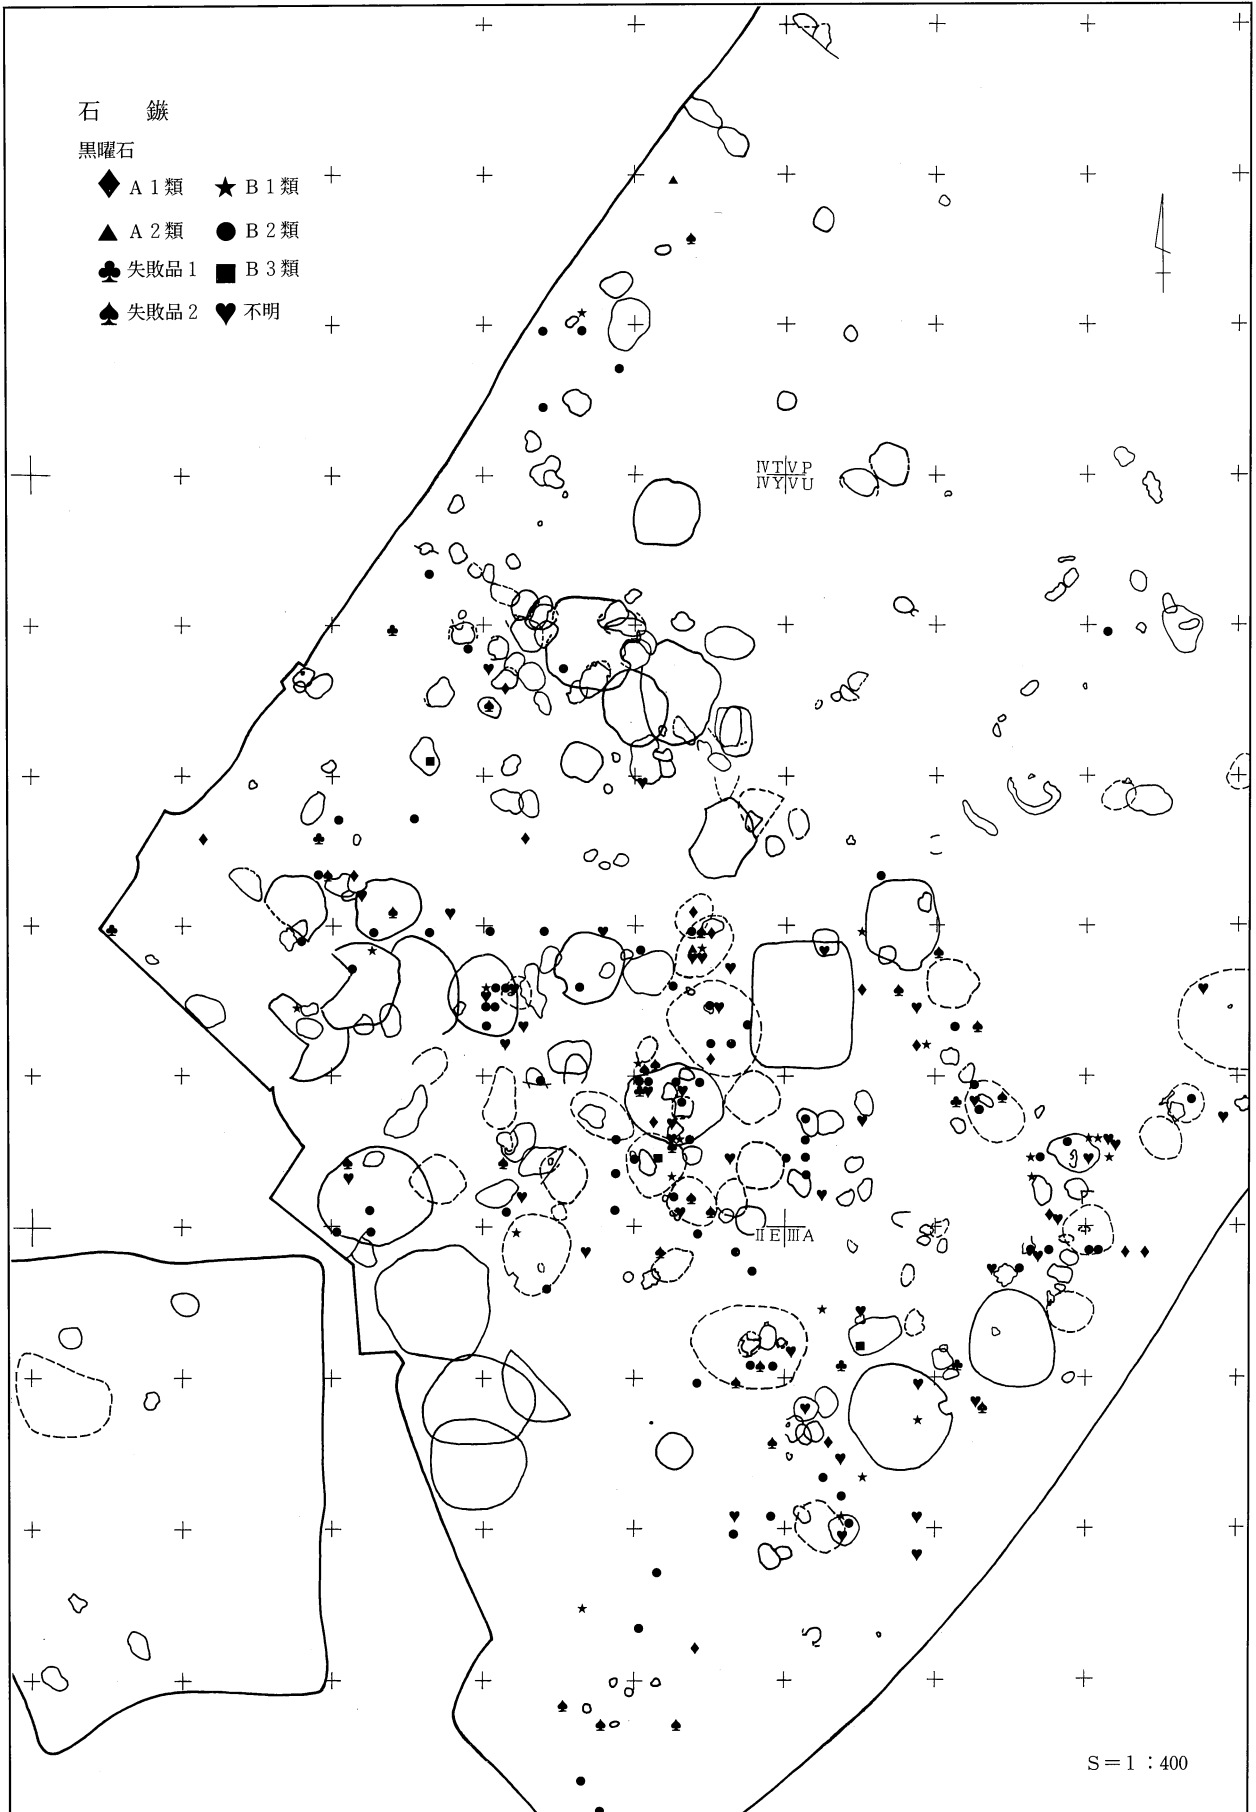 石　鏃
黒曜石
♦ A1類 ★ B1類
▲ A2類 ● B2類
♣ 失敗品1 ■ B3類
♠ 失敗品2 ♥ 不明
ⅣT ⅤP
ⅣY ⅤU
ⅡE ⅢA
S＝1：400